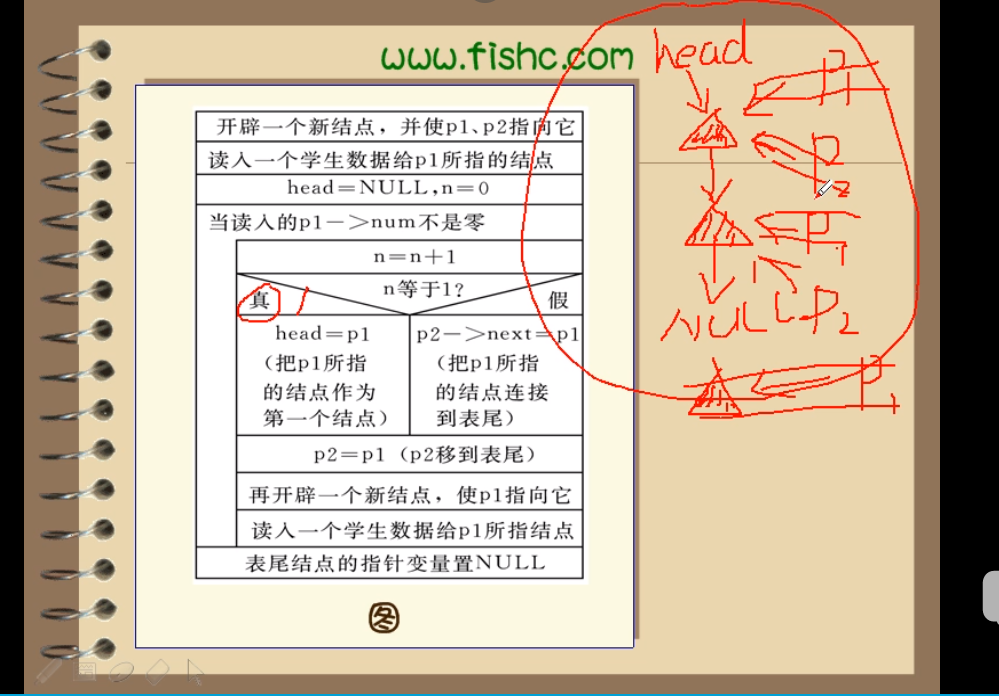 www.fishc.com
开辟一个新结点，并使p1、p2指向它
读入一个学生数据给p1所指的结点
head=NULL,n=0
当读入的p1->num不是零
n=n+1
n等于1?
真
假
head=p1
(把p1所指
的结点作为
第一个结点)
p2->next=p1
(把p1所指
的结点连接
到表尾)
p2=p1 (p2移到表尾)
再开辟一个新结点，使p1指向它
读入一个学生数据给p1所指结点
表尾结点的指针变量置NULL
图
head
P1
P2
P1
NULL
P2
P1